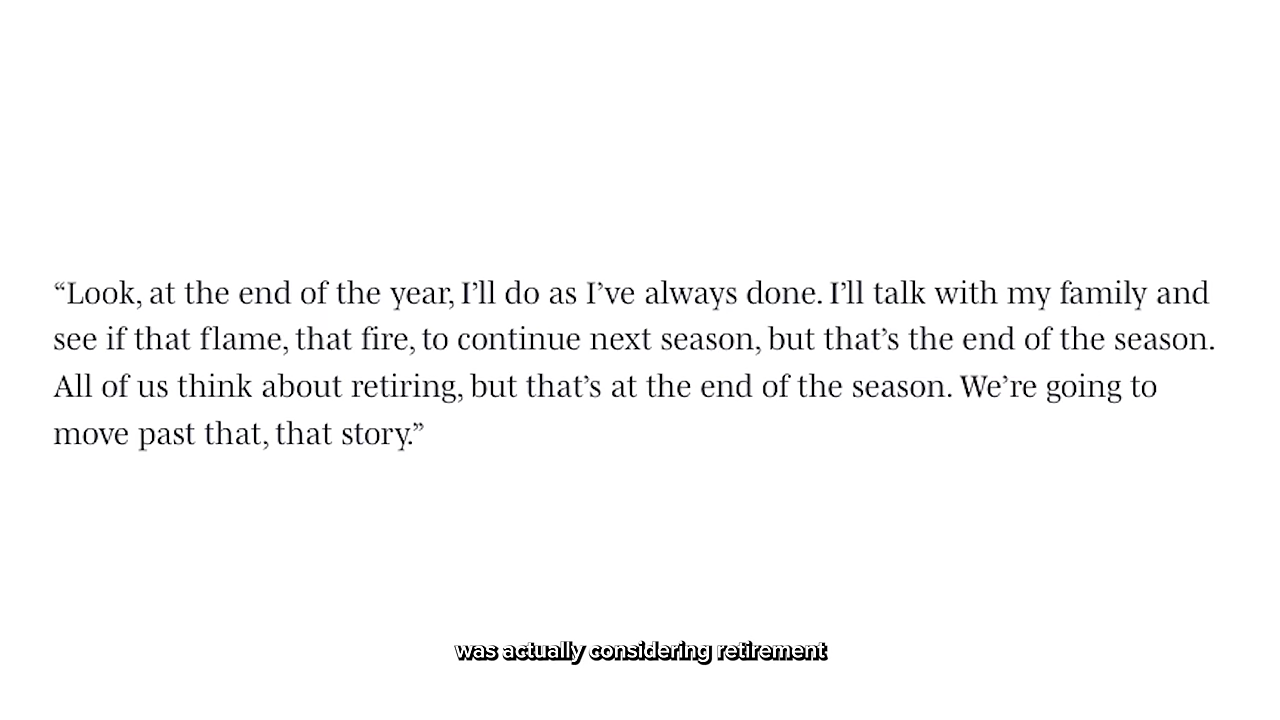 “Look, at the end of the year, I’ll do as I’ve always done. I’ll talk with my family and
see if that flame, that fire, to continue next season, but that’s the end of the season.
All of us think about retiring, but that’s at the end of the season. We’re going to
move past that, that story.”
was actually considering retirement